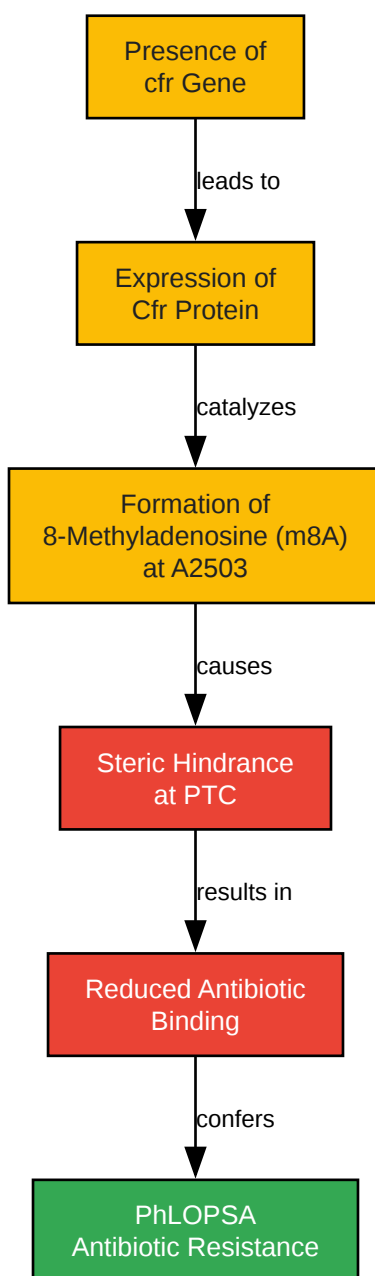 Presence of
cfr Gene
leads to
Expression of
Cfr Protein
catalyzes
Formation of
8-Methyladenosine (m8A)
at A2503
causes
Steric Hindrance
at PTC
results in
Reduced Antibiotic
Binding
confers
PhLOPSA
Antibiotic Resistance